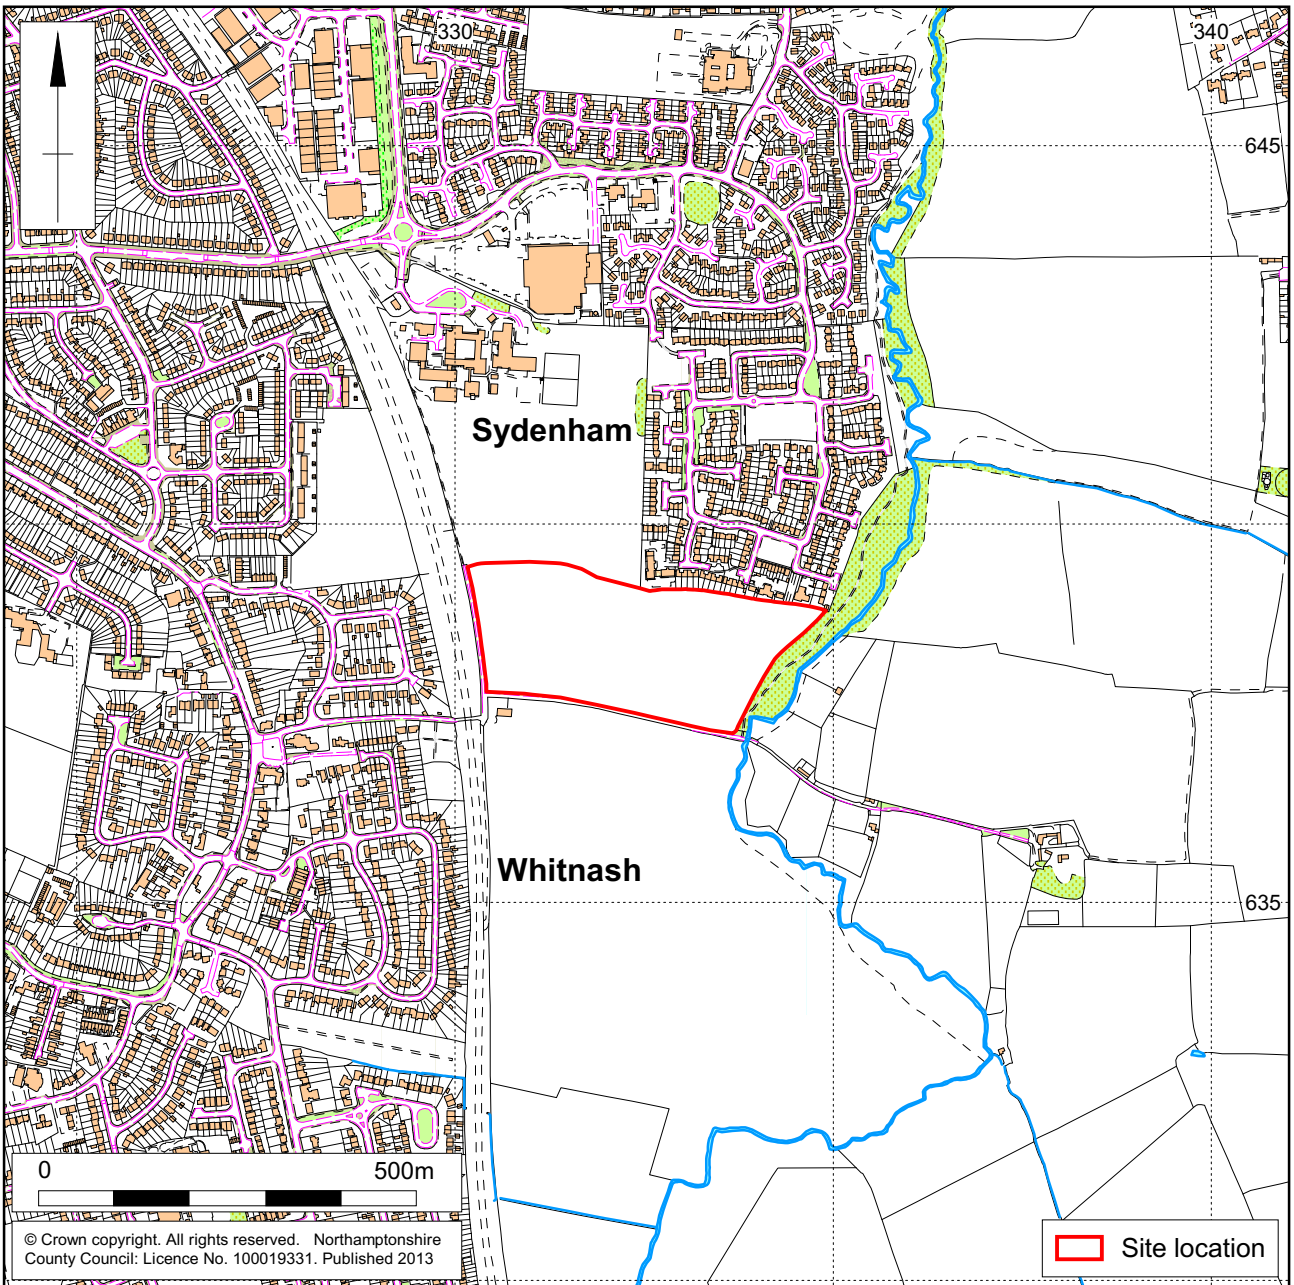 330
340
645
Sydenham
Whitnash
635
0 500m
© Crown copyright. All rights reserved. Northamptonshire
County Council: Licence No. 100019331. Published 2013
Site location